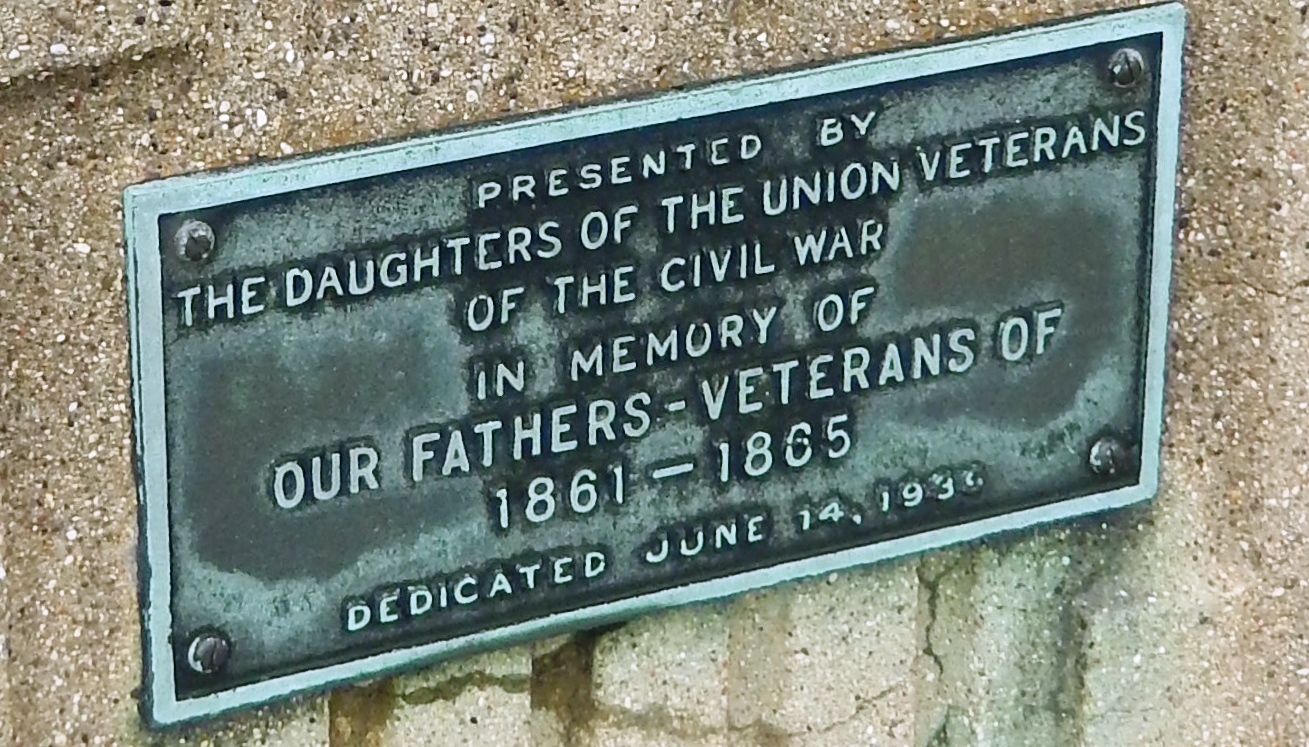 PRESENTED BY
THE DAUGHTERS OF THE UNION VETERANS
OF THE CIVIL WAR
IN MEMORY OF
OUR FATHERS - VETERANS OF
1861 — 1865
DEDICATED JUNE 14,